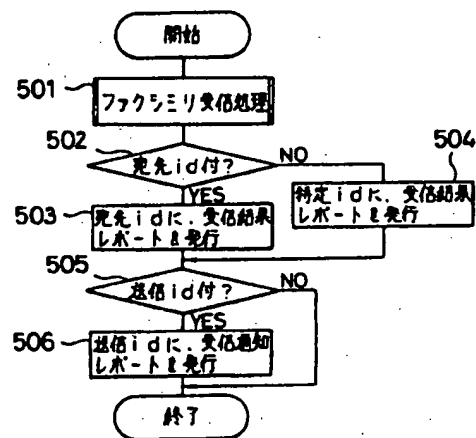 開始
501
ファクシミリ受信処理
502
宛先id付?
NO
504
YES
特定idに、受信結果
レポートを発行
503
宛先idに、受信結果
レポートを発行
505
送信id付?
NO
YES
506
送信idに、受信通知
レポートを発行
終了